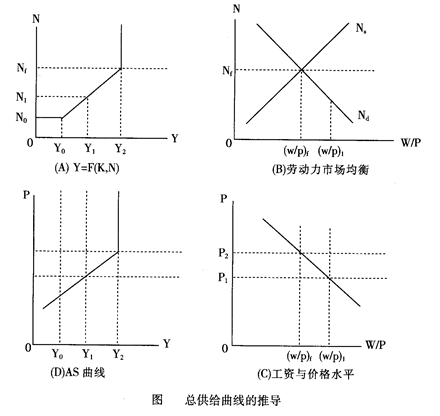 N
N_f
N_1
N_0
0
Y_0 Y_1 Y_2 Y
(A) Y=F(K,N)
N
N_s
N_f
N_d
0
(w/p)_f (w/p)_1 W/P
(B)劳动力市场均衡
P
0
Y_0 Y_1 Y_2 Y
(D)AS 曲线
P
P_2
P_1
0
(w/p)_f (w/p)_1 W/P
(C)工资与价格水平
图 总供给曲线的推导